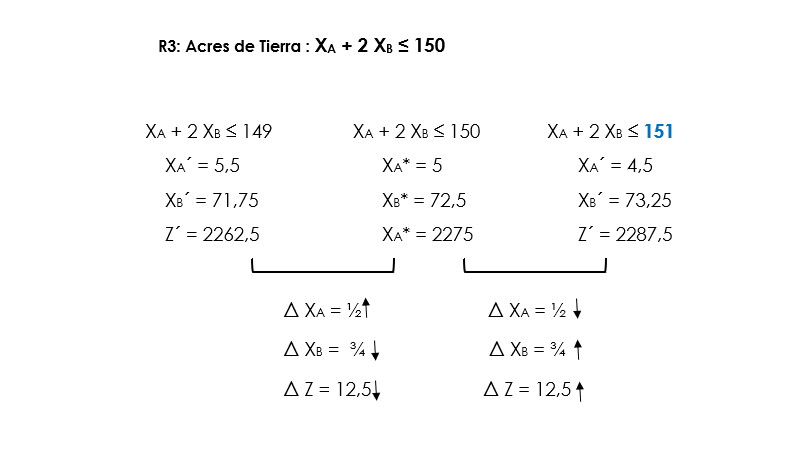 R3: Acres de Tierra : XA + 2 XB ≤ 150
XA + 2 XB ≤ 149
XA´ = 5,5
XB´ = 71,75
Z´ = 2262,5
XA + 2 XB ≤ 150
XA* = 5
XB* = 72,5
XA* = 2275
XA + 2 XB ≤ 151
XA´ = 4,5
XB´ = 73,25
Z´ = 2287,5
Δ XA = ½↑
Δ XB = ¾ ↓
Δ Z = 12,5↓
Δ XA = ½ ↓
Δ XB = ¾ ↑
Δ Z = 12,5 ↑